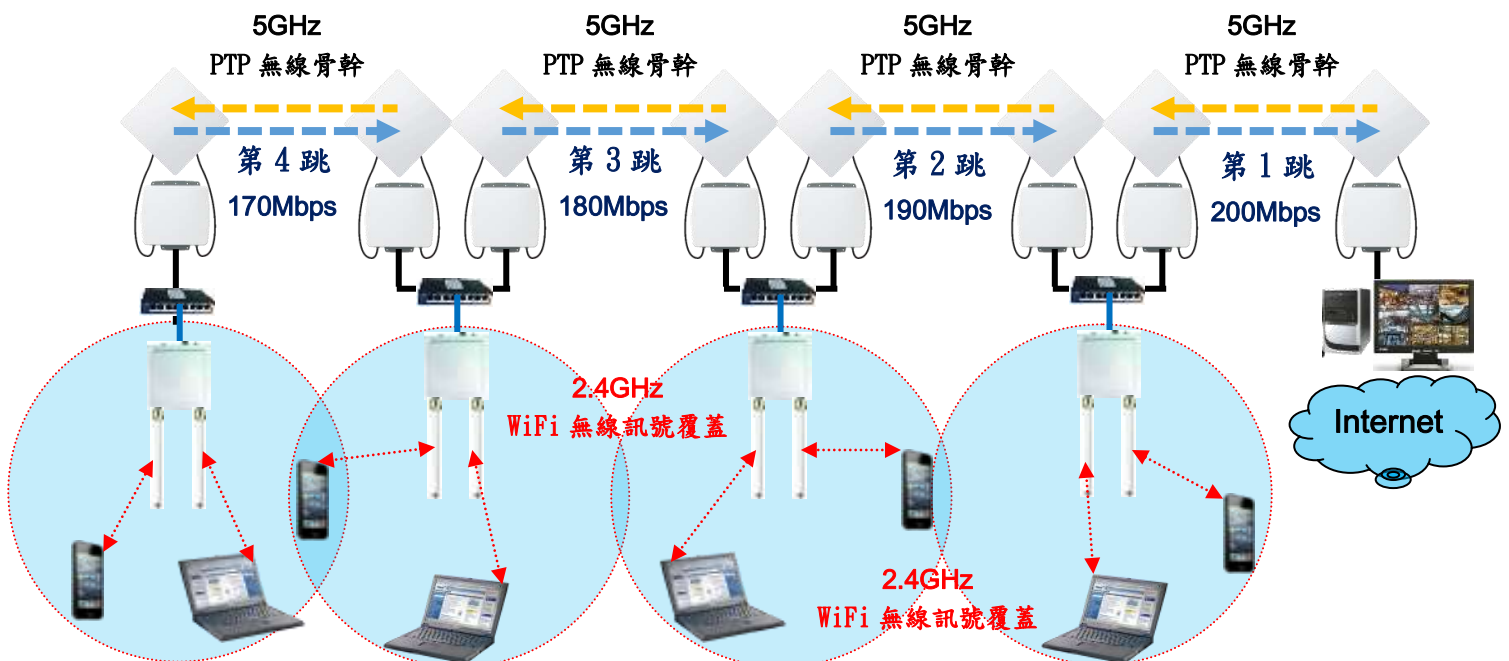 5GHz
PTP 無線骨幹
5GHz
PTP 無線骨幹
5GHz
PTP 無線骨幹
5GHz
PTP 無線骨幹
第 4 跳
170Mbps
第 3 跳
180Mbps
第 2 跳
190Mbps
第 1 跳
200Mbps
2.4GHz
WiFi 無線訊號覆蓋
Internet
2.4GHz
WiFi 無線訊號覆蓋